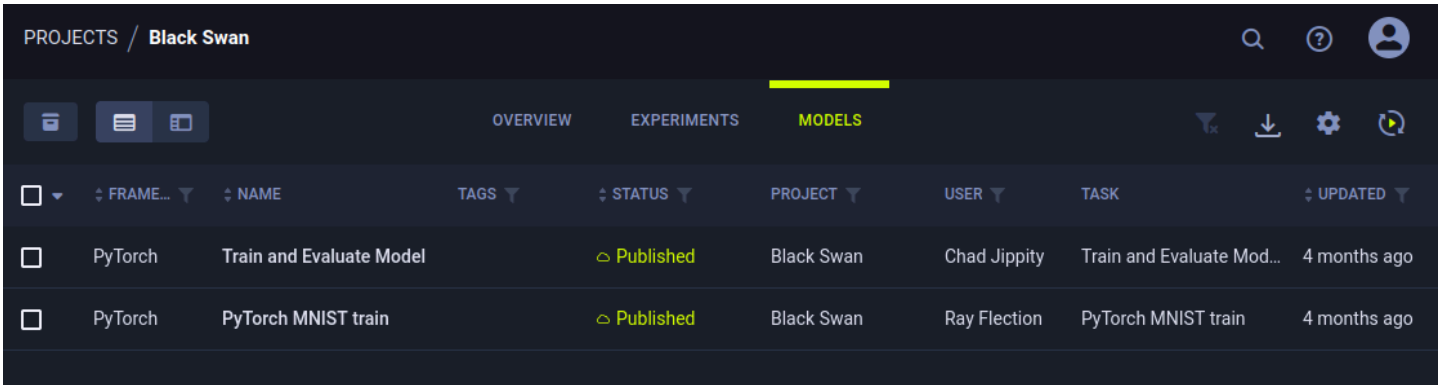 PROJECTS / Black Swan
OVERVIEW EXPERIMENTS MODELS
FRAME... NAME TAGS STATUS PROJECT USER TASK UPDATED
PyTorch Train and Evaluate Model Published Black Swan Chad Jippity Train and Evaluate Mod... 4 months ago
PyTorch PyTorch MNIST train Published Black Swan Ray Flection PyTorch MNIST train 4 months ago